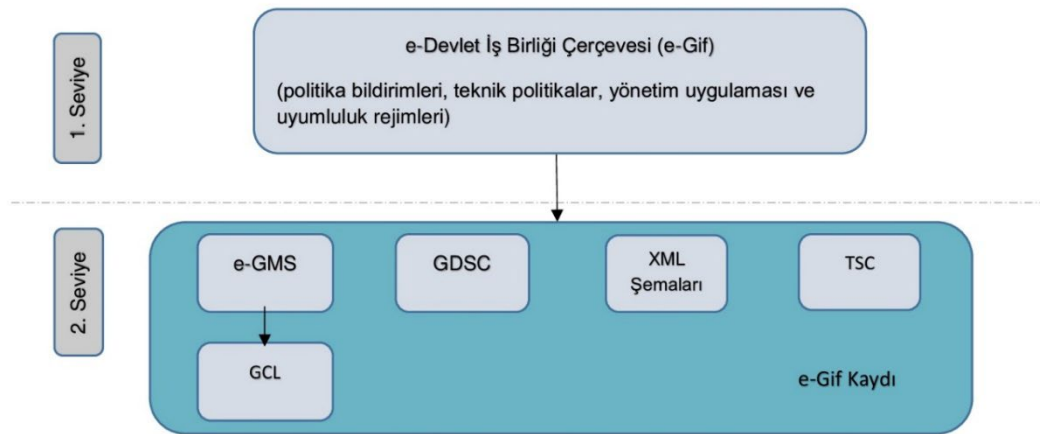 1. Seviye
e-Devlet İş Birliği Çerçevesi (e-Gif)
(politika bildirimleri, teknik politikalar, yönetim uygulaması ve
uyumluluk rejimleri)
2. Seviye
e-GMS
GDSC
XML
Şemaları
TSC
GCL
e-Gif Kaydı